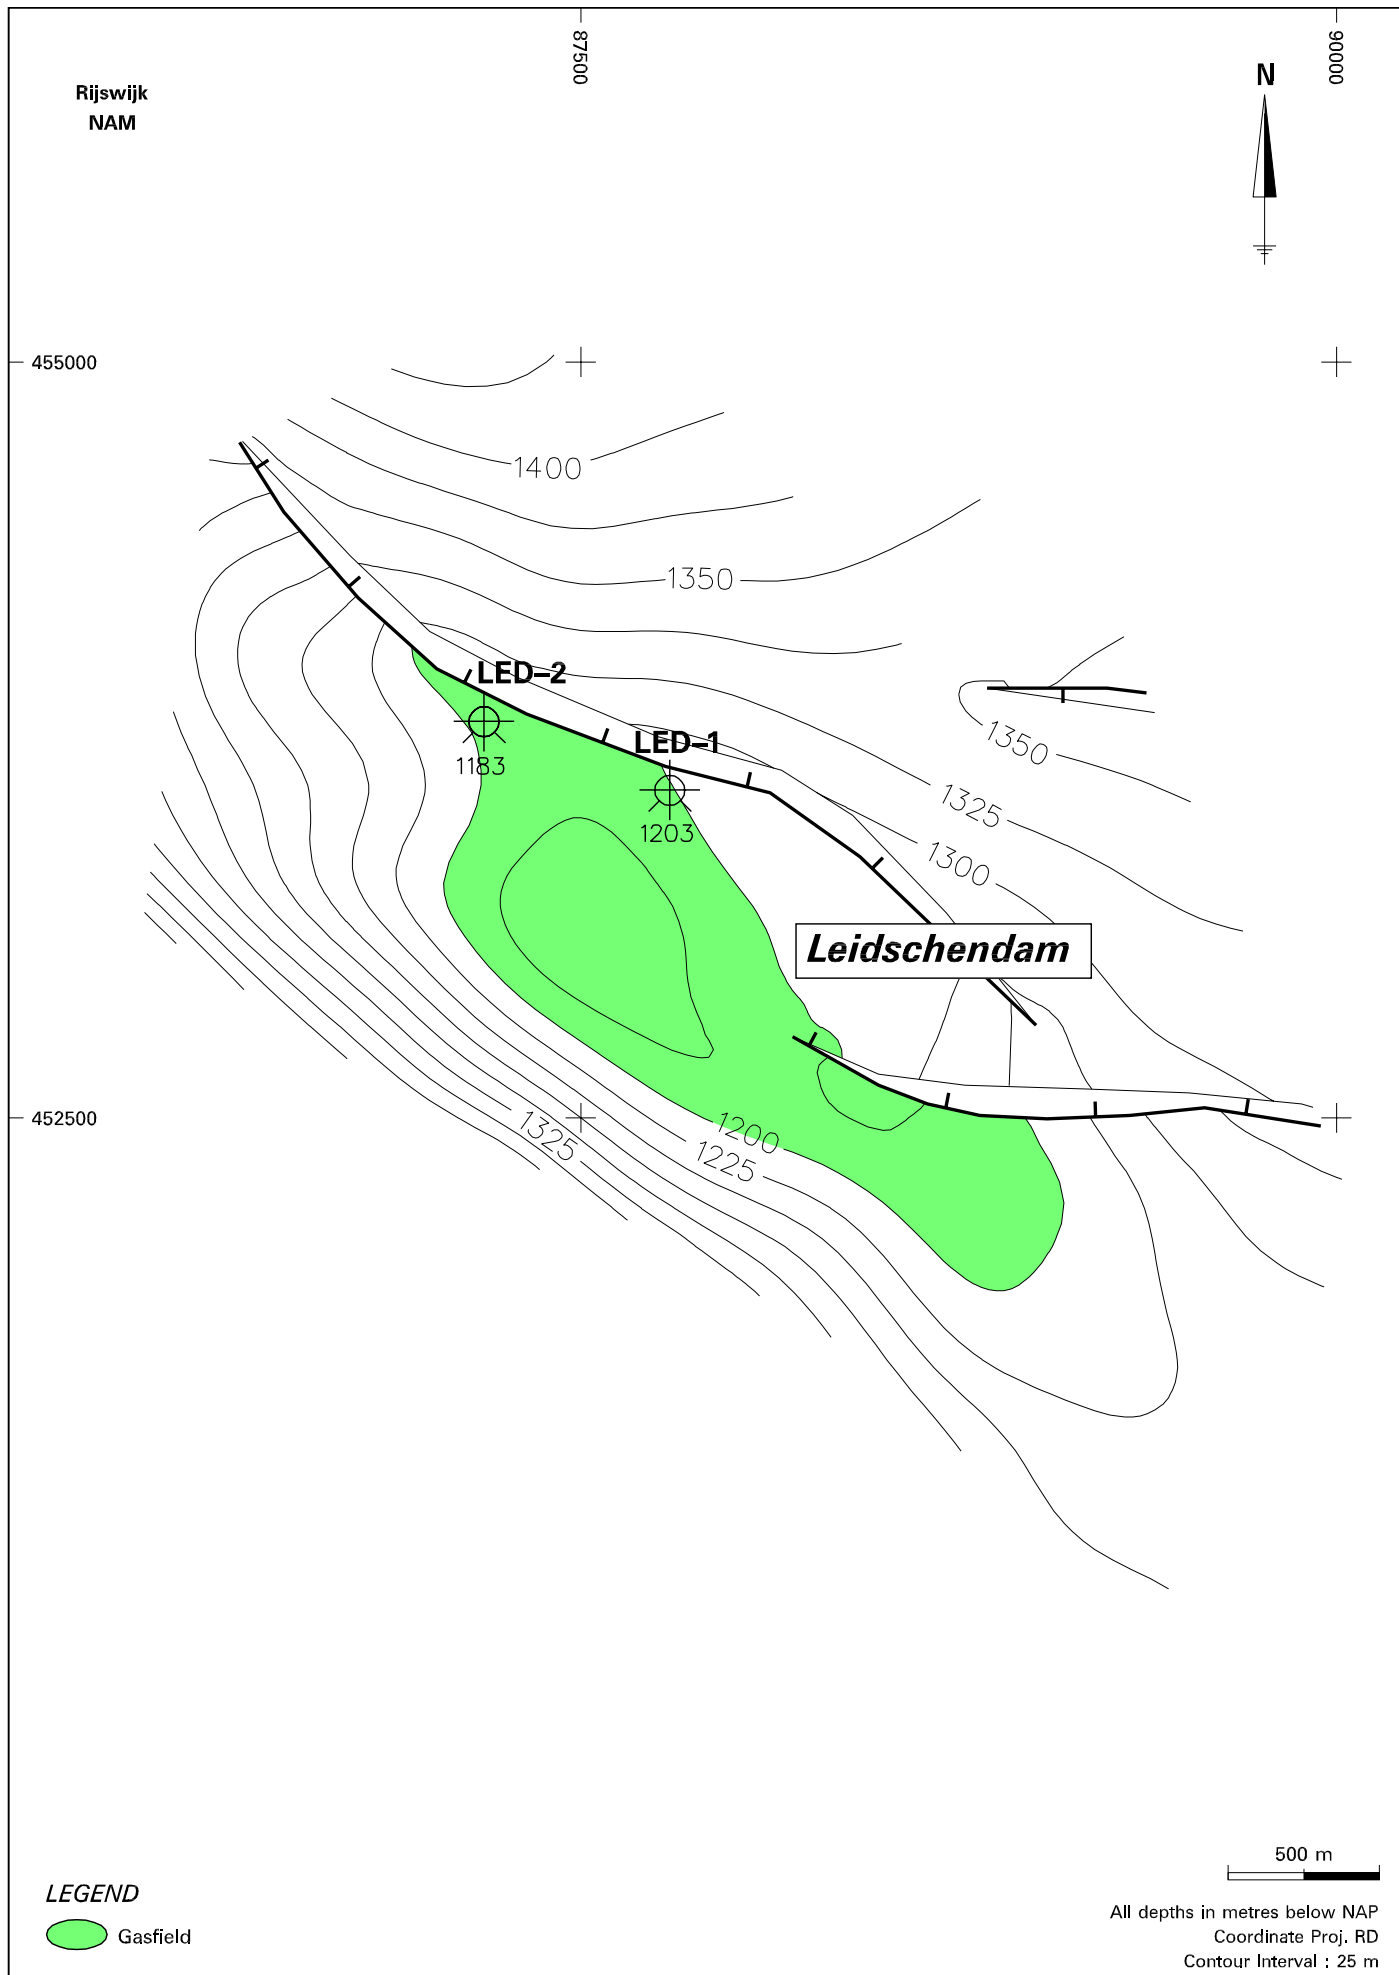 87500
90000
Rijswijk
NAM
N
455000
1400
1350
LED–2
1183
LED–1
1203
1350
1325
1300
Leidschendam
452500
1325
1200
1225
500 m
LEGEND
Gasfield
All depths in metres below NAP
Coordinate Proj. RD
Contour Interval : 25 m